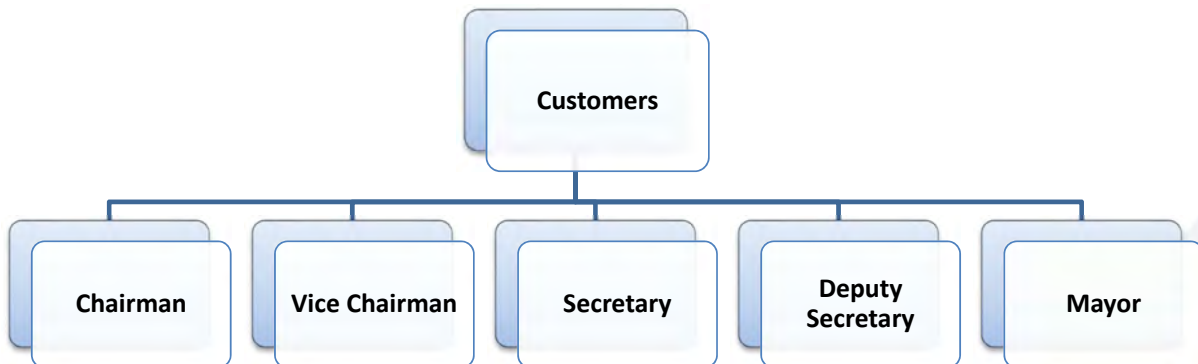 Customers
Chairman
Vice Chairman
Secretary
Deputy
Secretary
Mayor